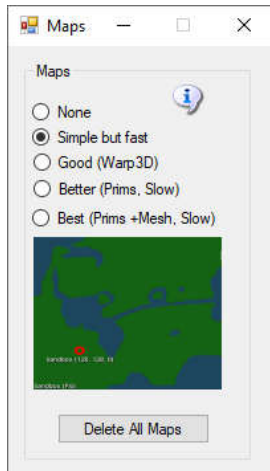 Maps
Maps
None
Simple but fast
Good (Warp3D)
Better (Prims, Slow)
Best (Prims +Mesh, Slow)
Delete All Maps